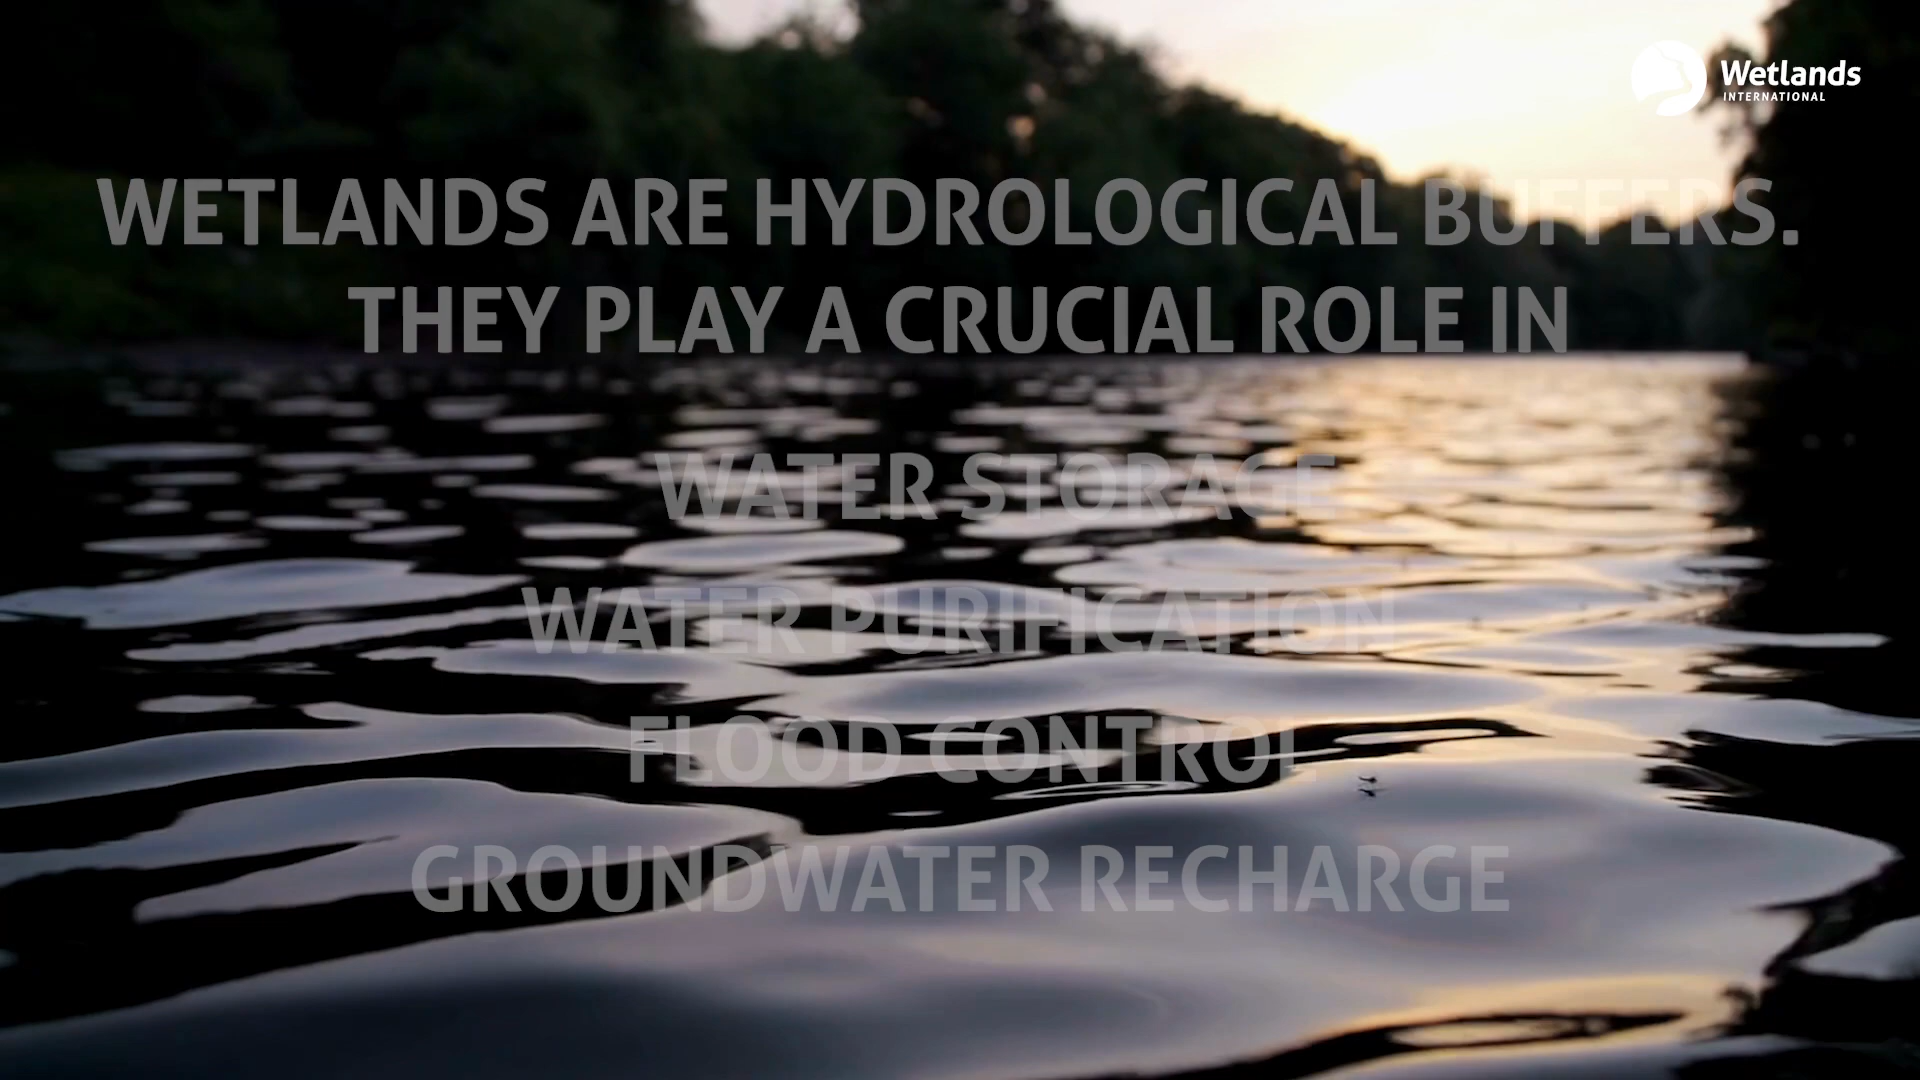 Wetlands
INTERNATIONAL
WETLANDS ARE HYDROLOGICAL BUFFERS.
THEY PLAY A CRUCIAL ROLE IN
WATER STORAGE
WATER PURIFICATION
FLOOD CONTROL
GROUNDWATER RECHARGE